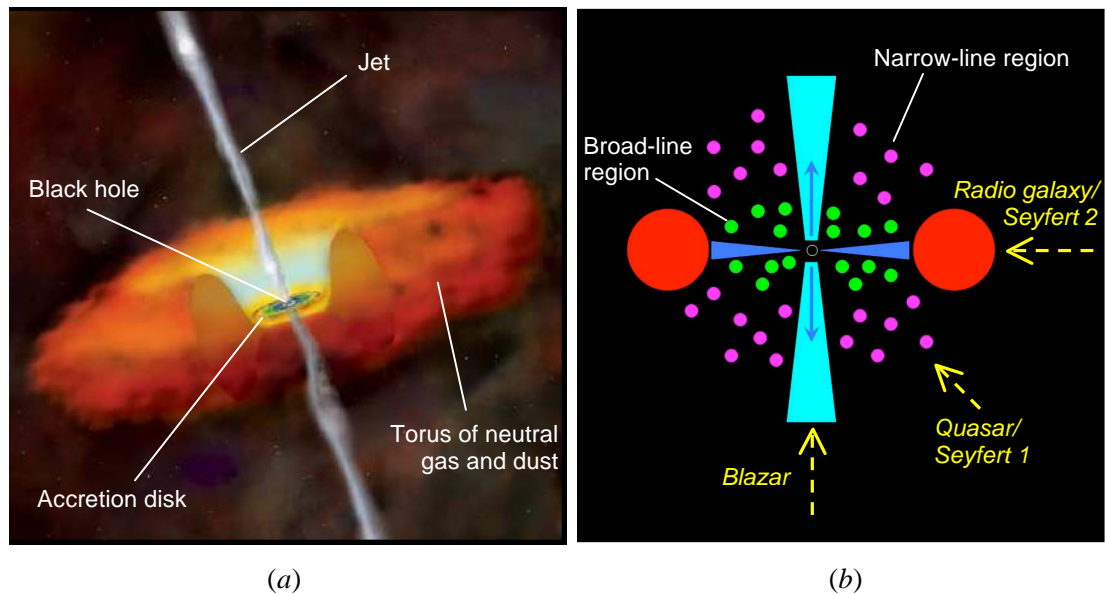 Jet
Black hole
Torus of neutral
gas and dust
Accretion disk
(a)
Narrow-line region
Broad-line
region
Radio galaxy/
Seyfert 2
Quasar/
Seyfert 1
Blazar
(b)